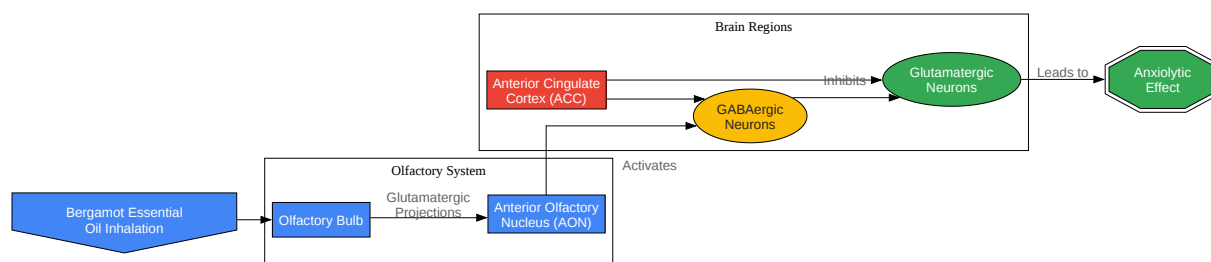 Brain Regions
Anterior Cingulate
Cortex (ACC)
GABAergic
Neurons
Inhibits
Glutamatergic
Neurons
Leads to
Anxiolytic
Effect
Activates
Olfactory System
Bergamot Essential
Oil Inhalation
Olfactory Bulb
Glutamatergic
Projections
Anterior Olfactory
Nucleus (AON)